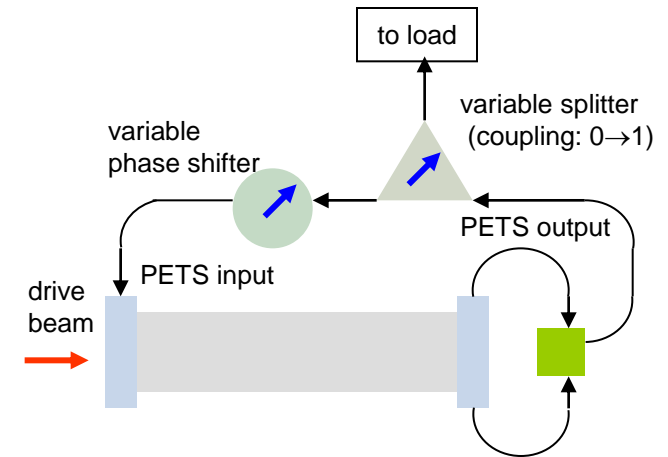 to load
variable splitter
(coupling: 0→1)
variable
phase shifter
PETS output
PETS input
drive
beam